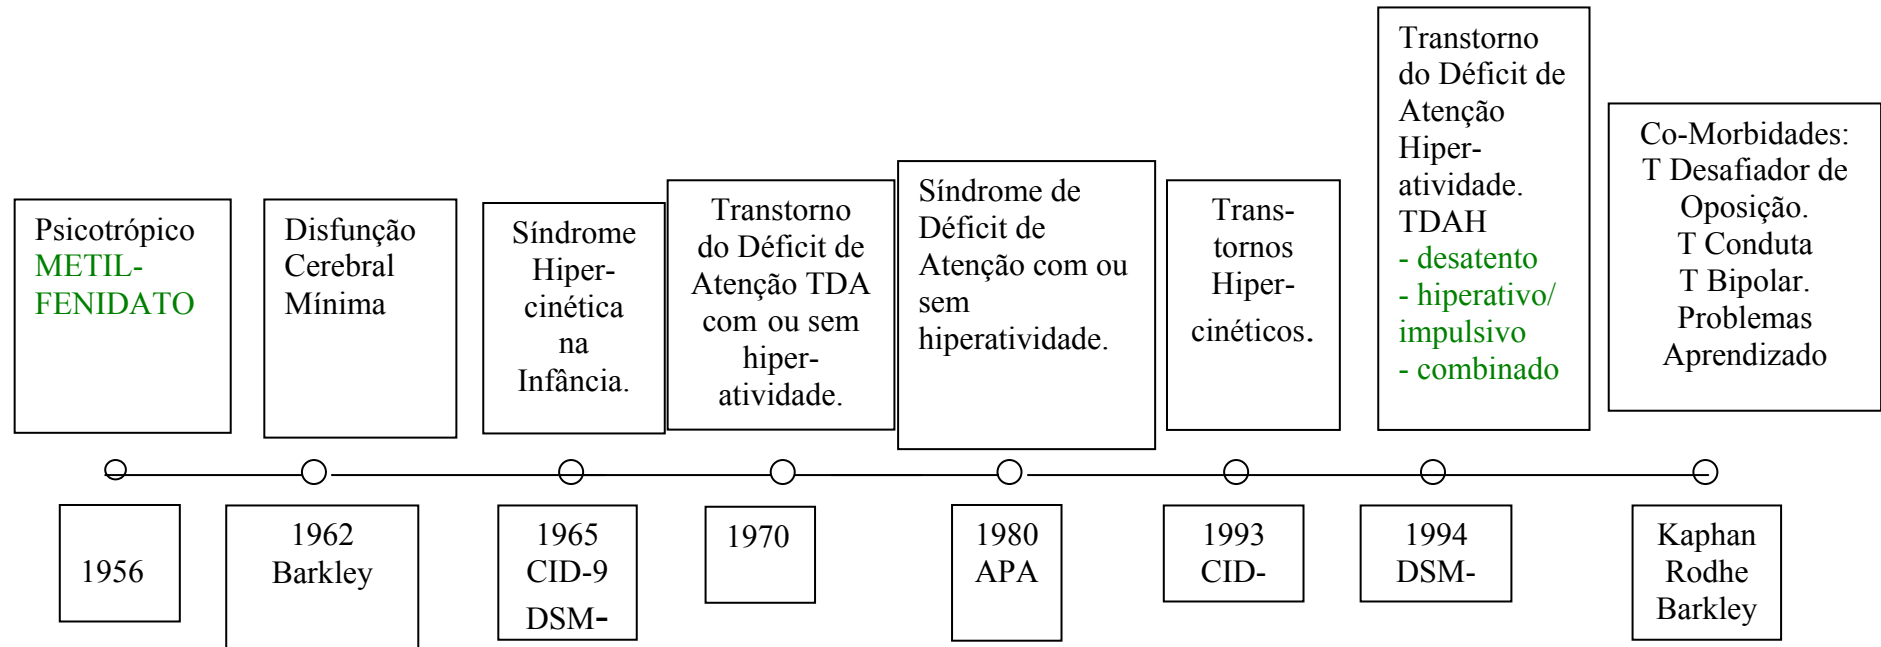 Psicotrópico
METIL-
FENIDATO
Disfunção
Cerebral
Mínima
Síndrome
Hiper-
cinética
na
Infância.
Transtorno
do Déficit de
Atenção TDA
com ou sem
hiper-
atividade.
Síndrome de
Déficit de
Atenção com ou
sem
hiperatividade.
Trans-
tornos
Hiper-
cinéticos.
Transtorno
do Déficit de
Atenção
Hiper-
atividade.
TDAH
- desatento
- hiperativo/
impulsivo
- combinado
Co-Morbidades:
T Desafiador de
Oposição.
T Conduta
T Bipolar.
Problemas
Aprendizado
1956
1962
Barkley
1965
CID-9
DSM-
1970
1980
APA
1993
CID-
1994
DSM-
Kaphan
Rodhe
Barkley